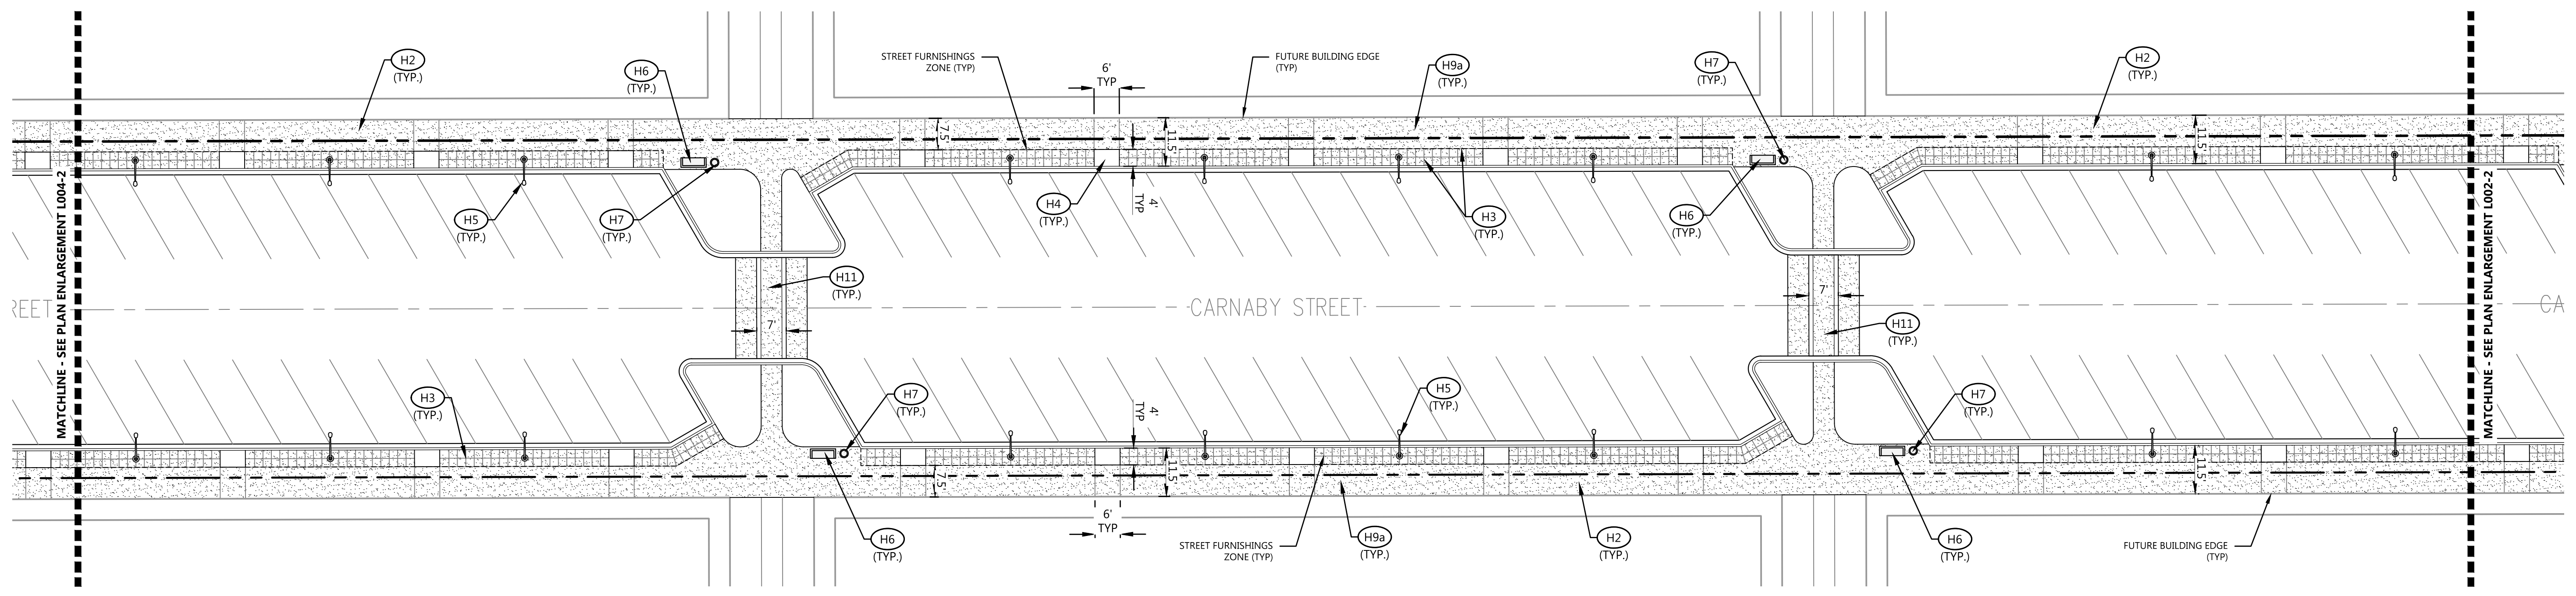 H2
(TYP.)
H6
(TYP.)
STREET FURNISHINGS
ZONE (TYP)
6'
TYP
FUTURE BUILDING EDGE
(TYP)
H9a
(TYP.)
H7
(TYP.)
H2
(TYP.)
7.5'
11.5'
11.5'
MATCHLINE - SEE PLAN ENLARGEMENT L004-2
H5
(TYP.)
H7
(TYP.)
H4
(TYP.)
4'
TYP
H3
(TYP.)
H6
(TYP.)
MATCHLINE - SEE PLAN ENLARGEMENT L002-2
H11
(TYP.)
7'
REET
CARNABY STREET
CA
7'
H11
(TYP.)
H3
(TYP.)
H7
(TYP.)
4'
TYP
H5
(TYP.)
H7
(TYP.)
7.5'
11.5'
11.5'
H6
(TYP.)
6'
TYP
STREET FURNISHINGS
ZONE (TYP)
H9a
(TYP.)
H2
(TYP.)
H6
(TYP.)
FUTURE BUILDING EDGE
(TYP)